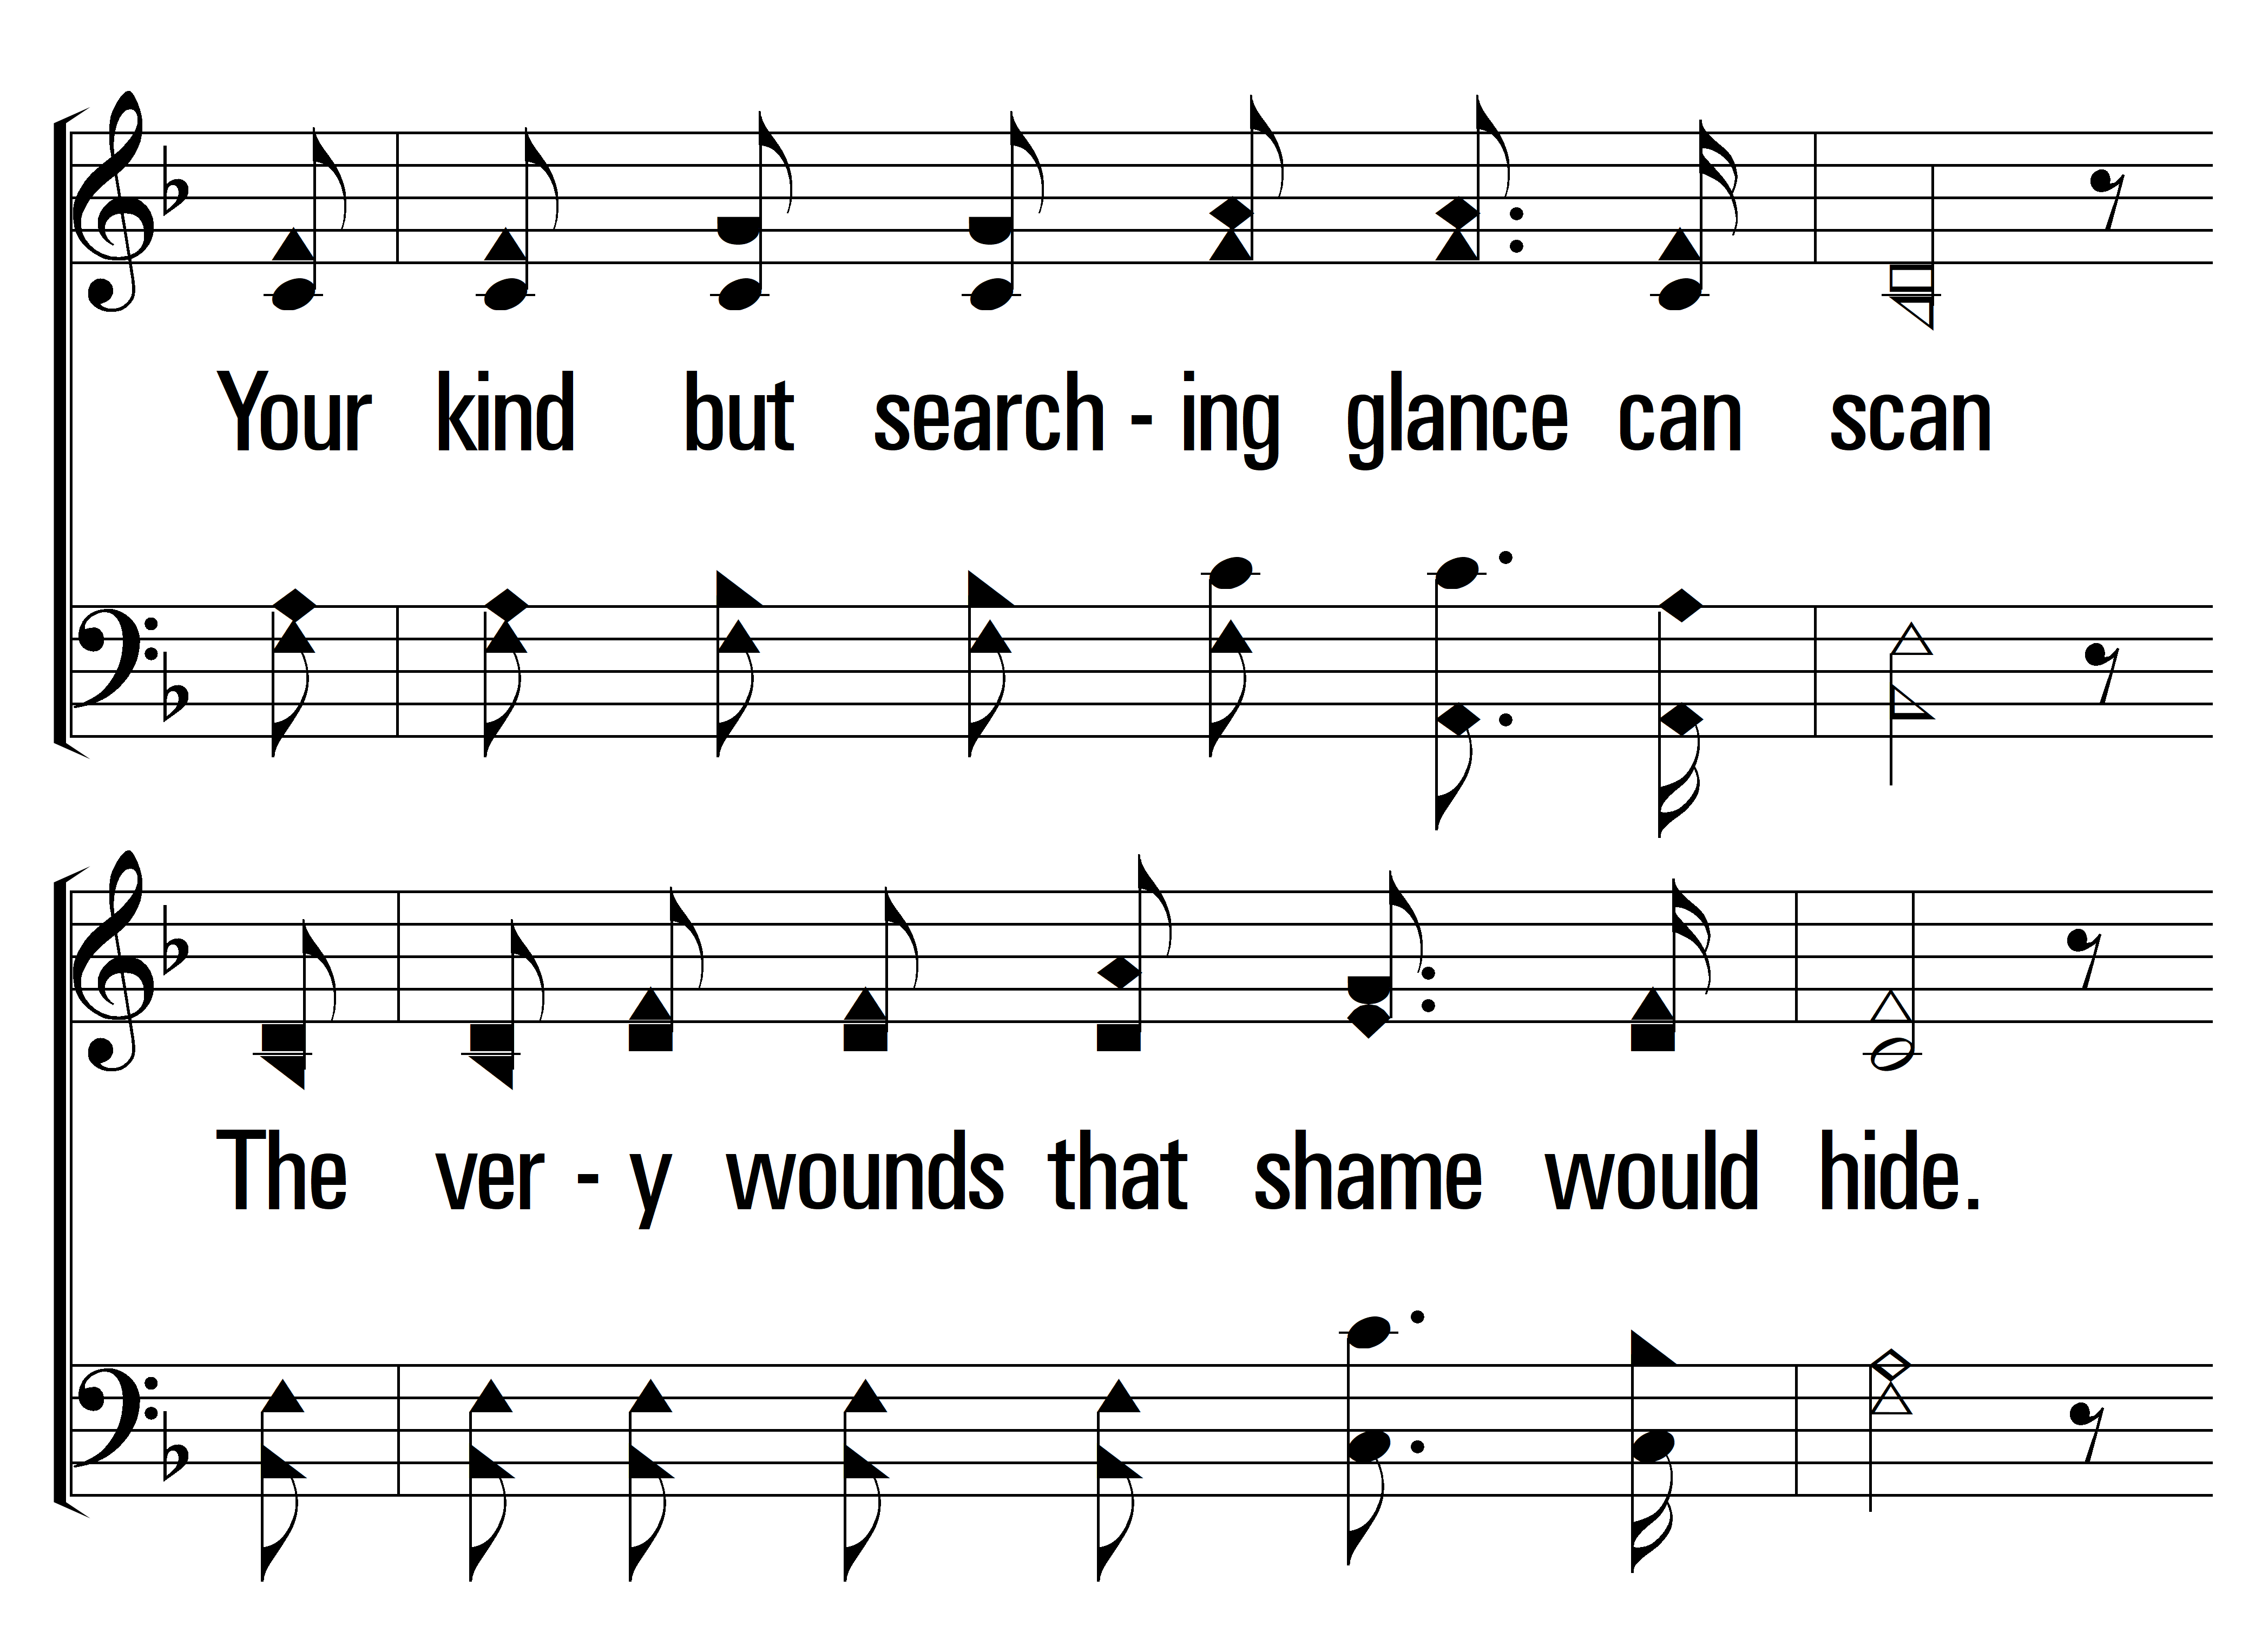 Your kind but search - ing glance can scan
The ver - y wounds that shame would hide.